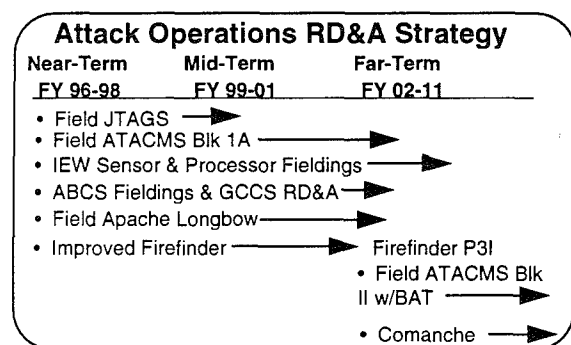 Attack Operations RD&A Strategy
Near-Term Mid-Term Far-Term
FY 96-98 FY 99-01 FY 02-11
• Field JTAGS
• Field ATACMS Blk 1A
• IEW Sensor & Processor Fieldings
• ABCS Fieldings & GCCS RD&A
• Field Apache Longbow
• Improved Firefinder Firefinder P3I
• Field ATACMS Blk
II w/BAT
• Comanche